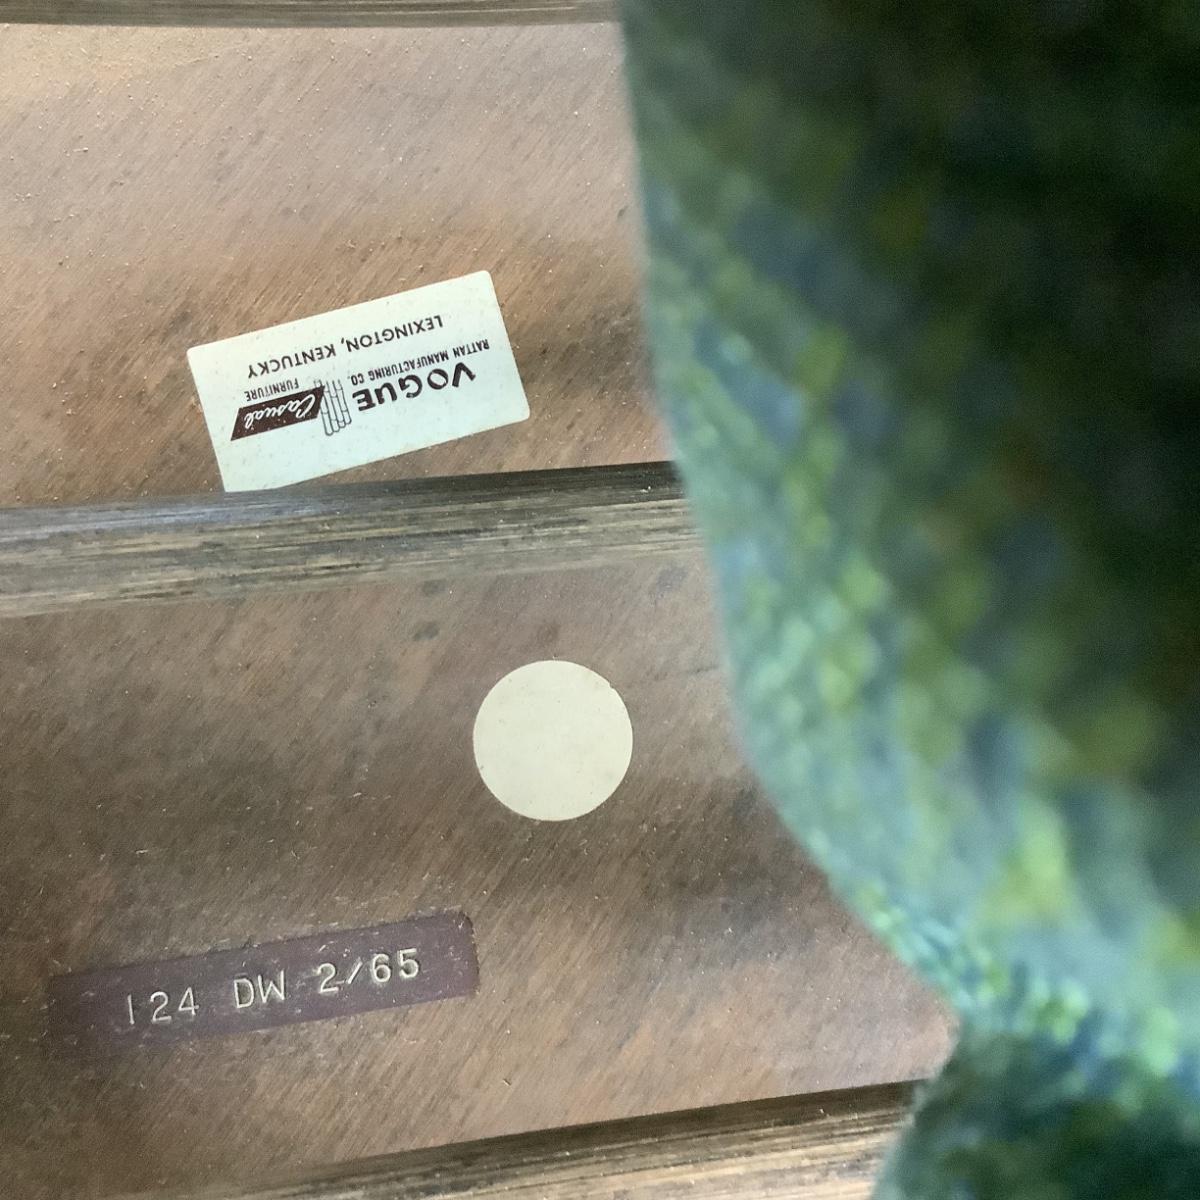 VOGUE
RATTAN MANUFACTURING CO.
Casual
FURNITURE
LEXINGTON, KENTUCKY
124 DW 2/65